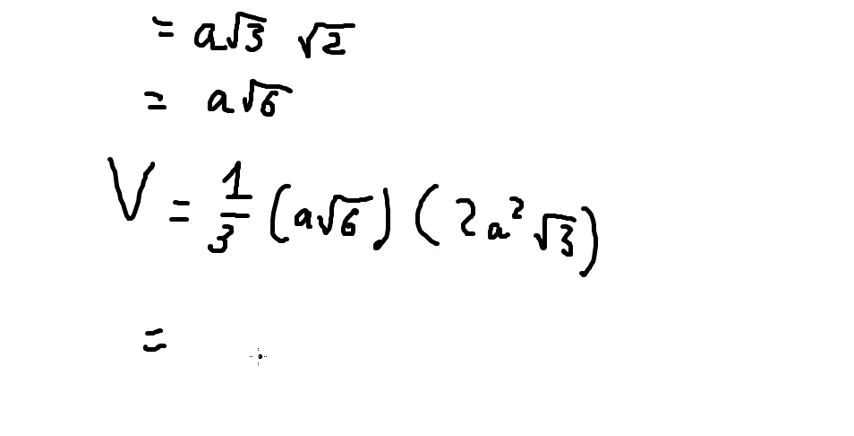 = a√3 √2
= a√6
V = 1/3 (a√6) (2a²√3)
=